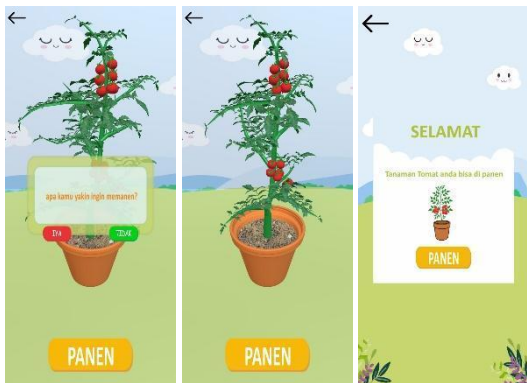 apa kamu yakin ingin memanen?
IYA TIDAK
PANEN
PANEN
SELAMAT
Tanaman Tomat anda bisa di panen
PANEN